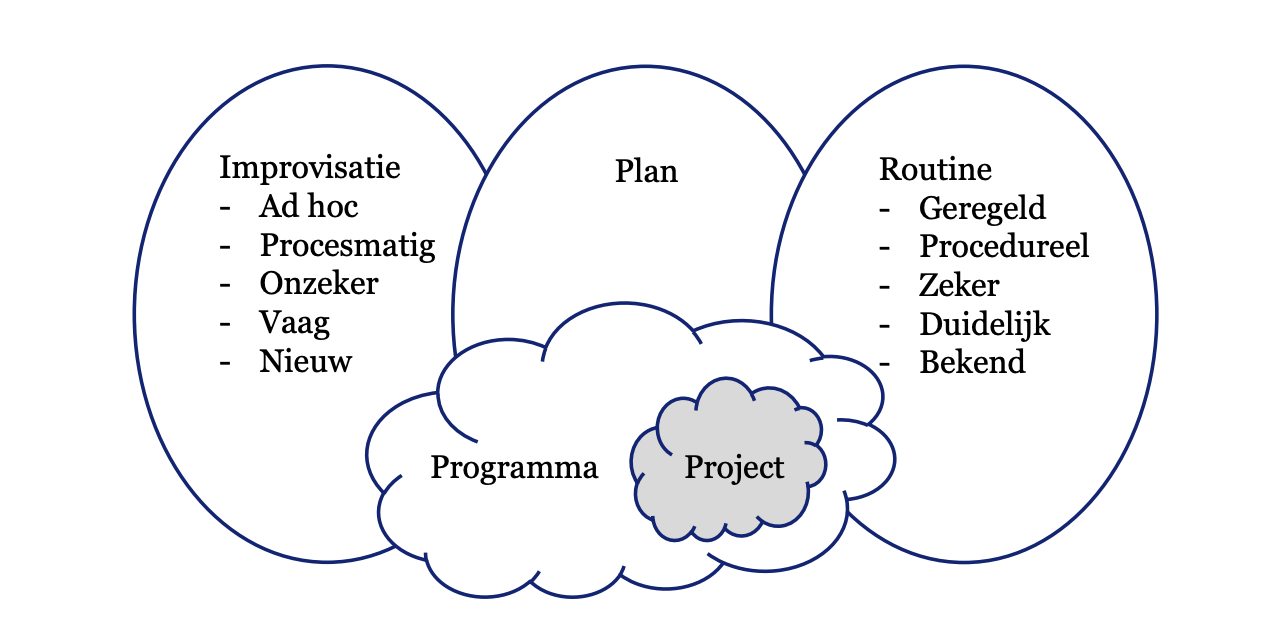 Improvisatie
- Ad hoc
- Procesmatig
- Onzeker
- Vaag
- Nieuw
Plan
Routine
- Geregeld
- Procedureel
- Zeker
- Duidelijk
- Bekend
Programma
Project